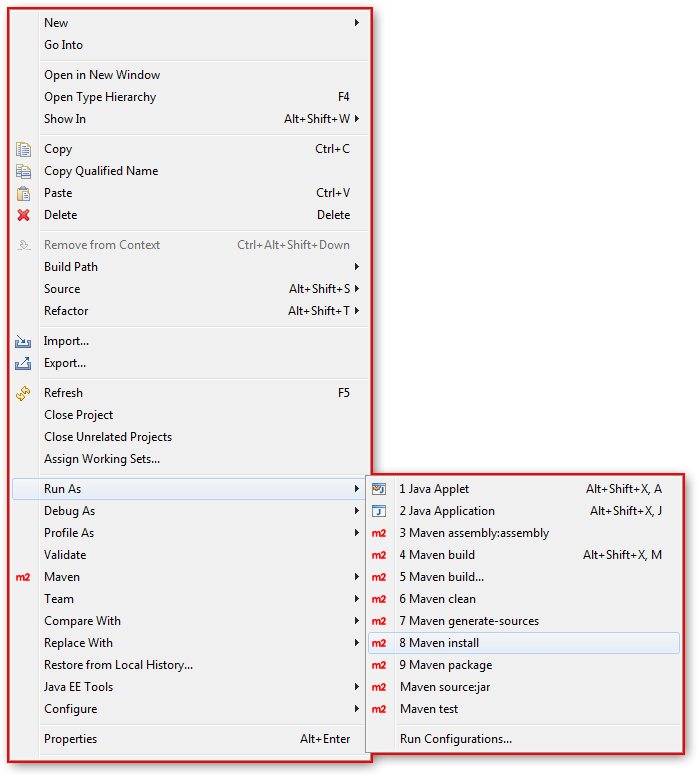 New
Go Into
Open in New Window
Open Type Hierarchy F4
Show In Alt+Shift+W
Copy Ctrl+C
Copy Qualified Name
Paste Ctrl+V
Delete Delete
Remove from Context Ctrl+Alt+Shift+Down
Build Path
Source Alt+Shift+S
Refactor Alt+Shift+T
Import...
Export...
Refresh F5
Close Project
Close Unrelated Projects
Assign Working Sets...
Run As
Debug As
Profile As
Validate
m2 Maven
Team
Compare With
Replace With
Restore from Local History...
Java EE Tools
Configure
Properties Alt+Enter
1 Java Applet Alt+Shift+X, A
2 Java Application Alt+Shift+X, J
m2 3 Maven assembly:assembly
m2 4 Maven build Alt+Shift+X, M
m2 5 Maven build...
m2 6 Maven clean
m2 7 Maven generate-sources
m2 8 Maven install
m2 9 Maven package
m2 Maven source:jar
m2 Maven test
Run Configurations...